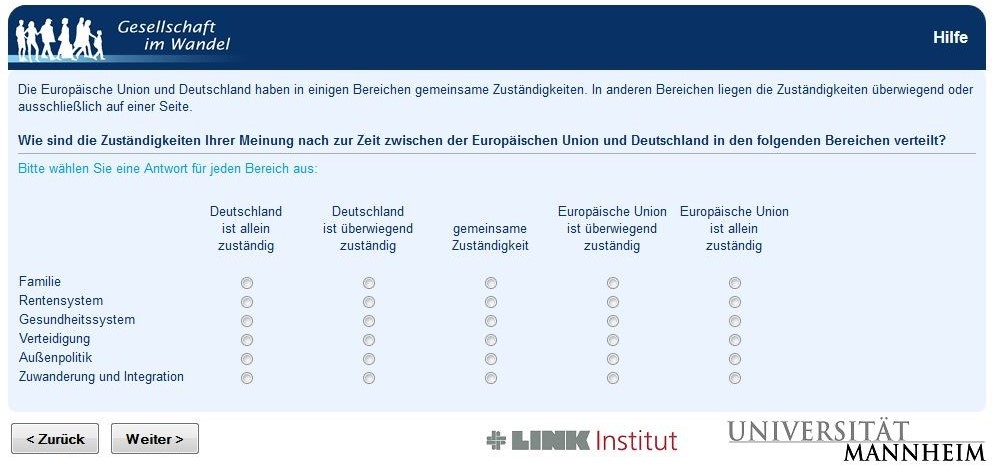 Gesellschaft
im Wandel
Hilfe
Die Europäische Union und Deutschland haben in einigen Bereichen gemeinsame Zuständigkeiten. In anderen Bereichen liegen die Zuständigkeiten überwiegend oder
ausschließlich auf einer Seite.
Wie sind die Zuständigkeiten Ihrer Meinung nach zur Zeit zwischen der Europäischen Union und Deutschland in den folgenden Bereichen verteilt?
Bitte wählen Sie eine Antwort für jeden Bereich aus:
Deutschland
ist allein
zuständig
Deutschland
ist überwiegend
zuständig
gemeinsame
Zuständigkeit
Europäische Union
ist überwiegend
zuständig
Europäische Union
ist allein
zuständig
Familie
Rentensystem
Gesundheitssystem
Verteidigung
Außenpolitik
Zuwanderung und Integration
< Zurück
Weiter >
LINK Institut
UNIVERSITÄT
MANNHEIM